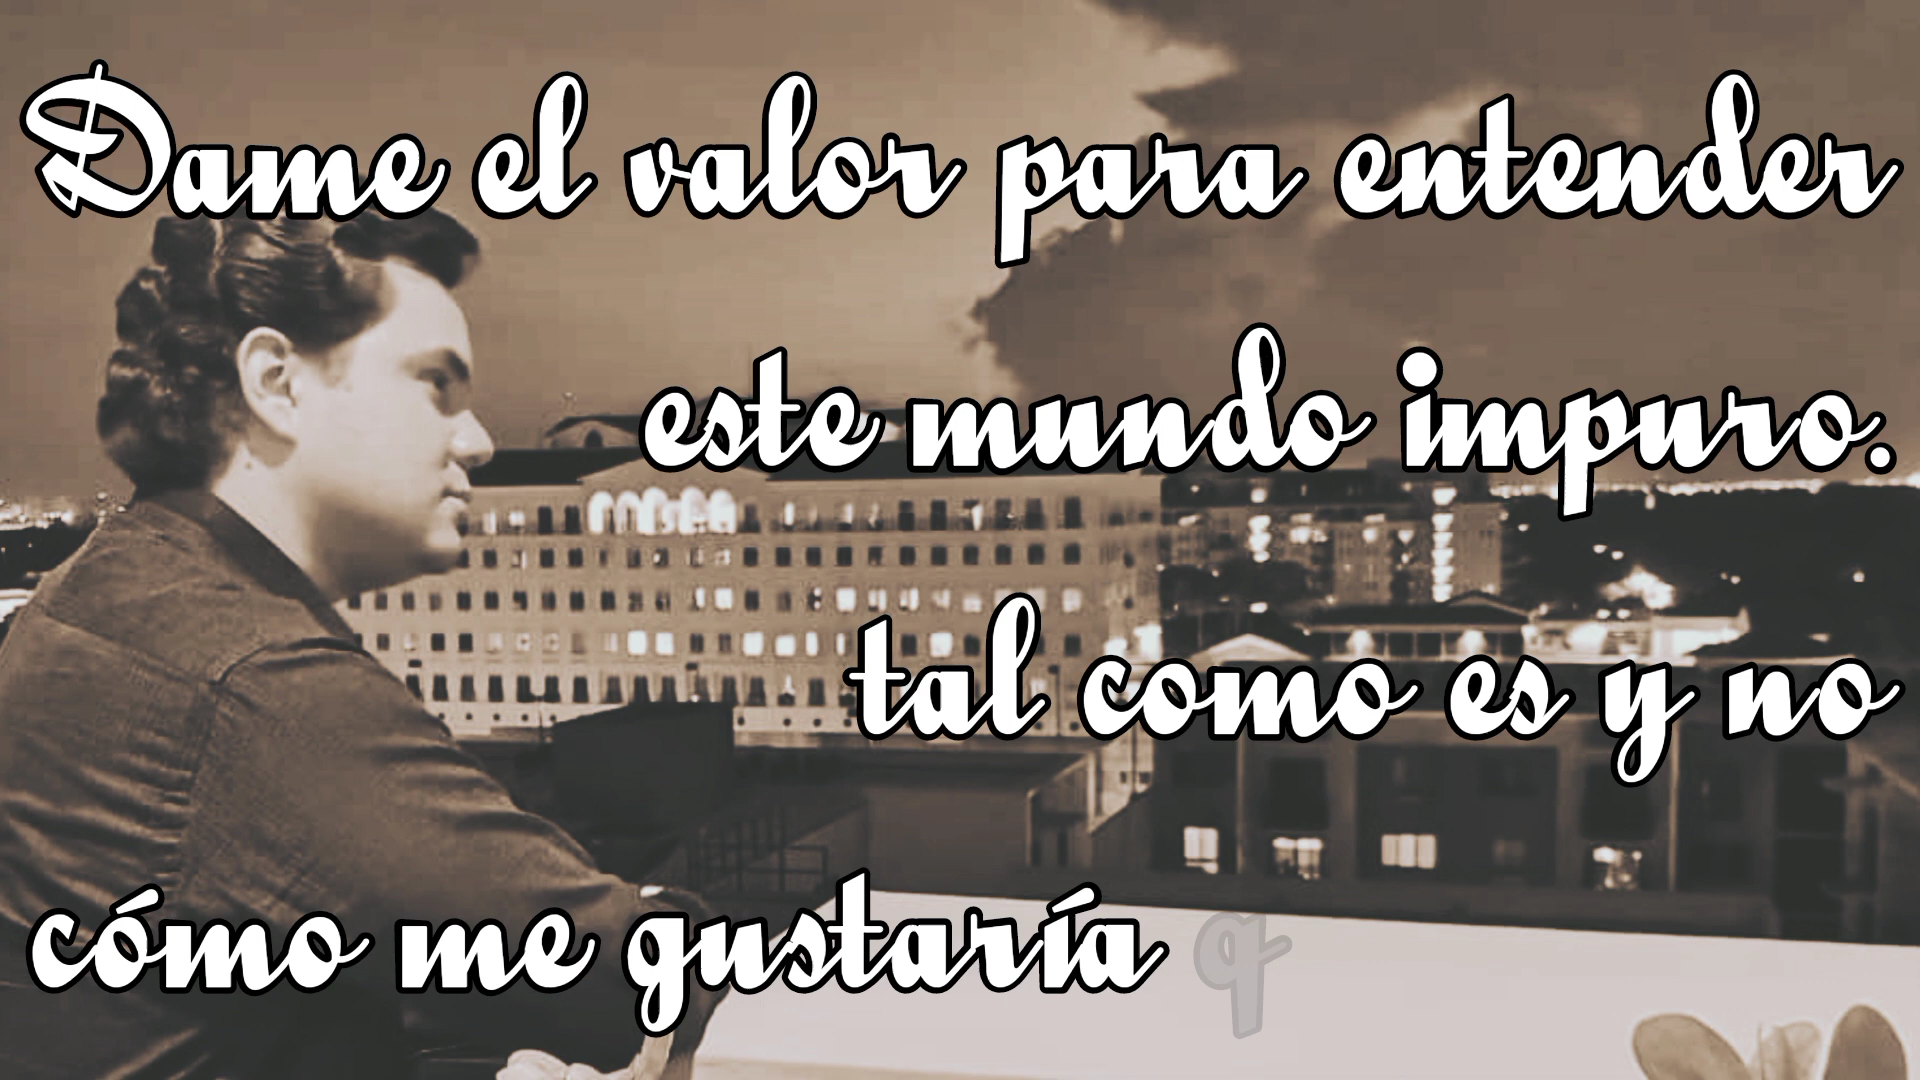 Dame el valor para entender
este mundo impuro.
tal como es y no
cómo me gustaría q